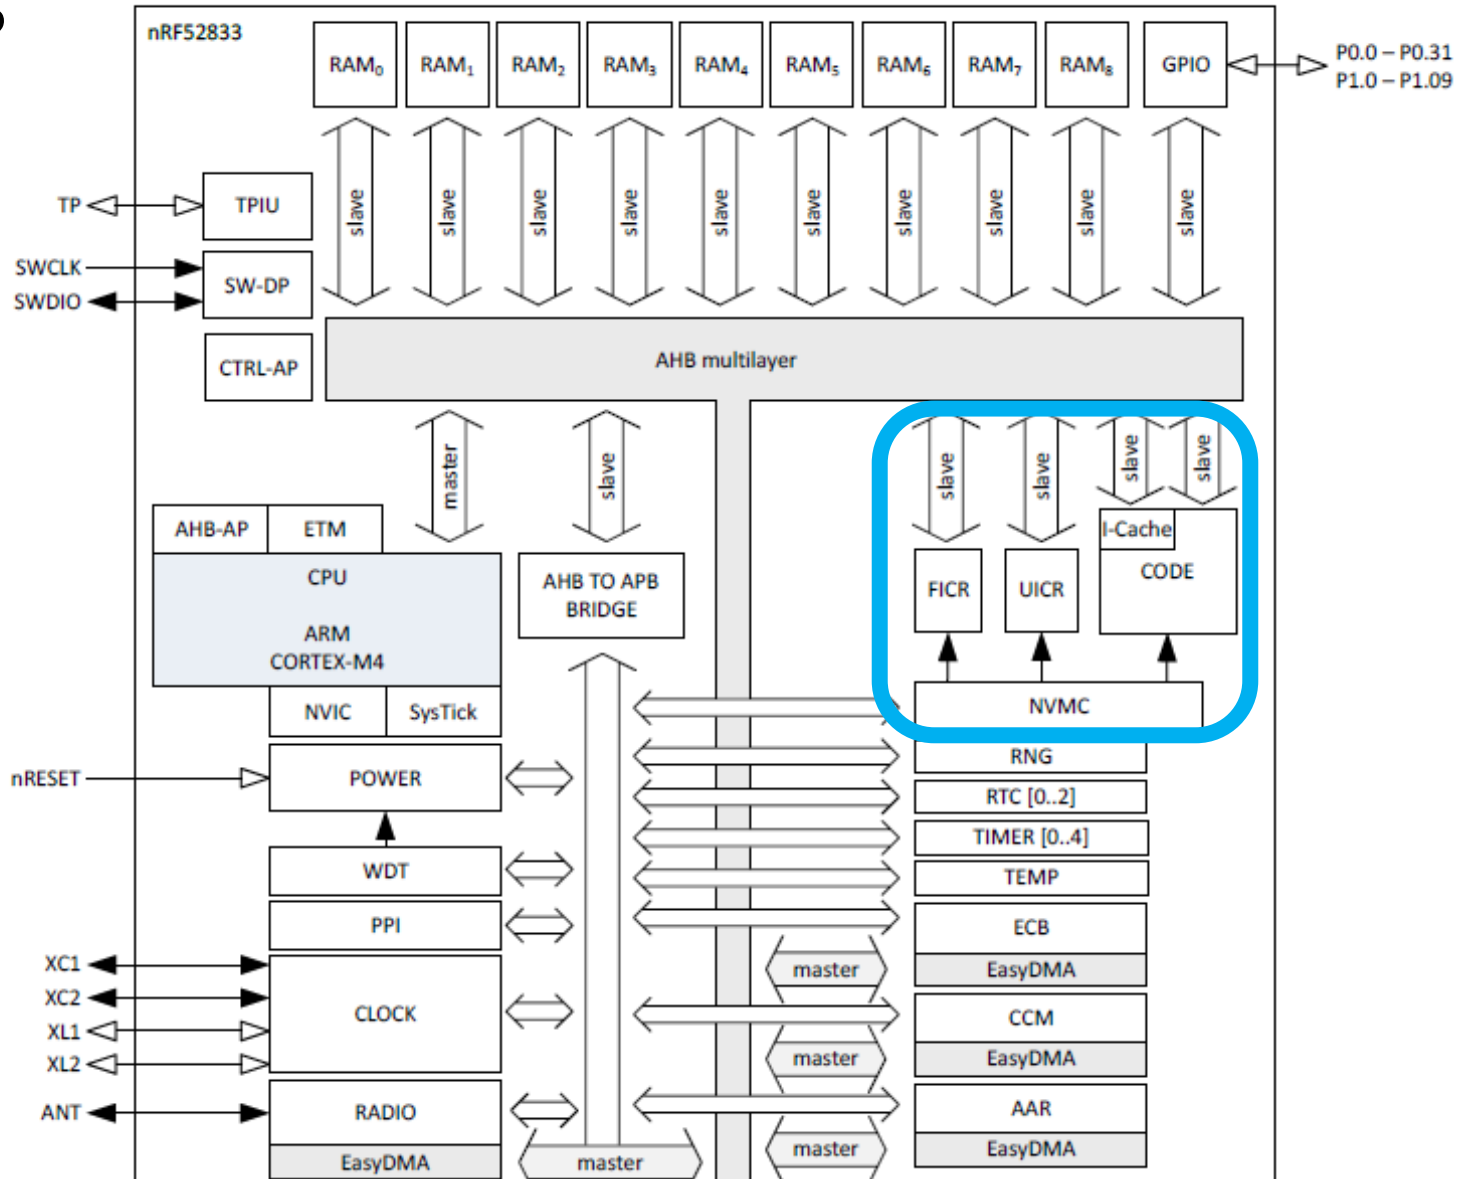 nRF52833
RAM₀ RAM₁ RAM₂ RAM₃ RAM₄ RAM₅ RAM₆ RAM₇ RAM₈ GPIO
P0.0 – P0.31
P1.0 – P1.09
slave slave slave slave slave slave slave slave slave slave
TP TPIU
SWCLK
SW-DP
SWDIO
CTRL-AP
AHB multilayer
master slave slave slave slave slave
AHB-AP ETM
I-Cache
CPU
AHB TO APB
BRIDGE
FICR UICR CODE
ARM
CORTEX-M4
NVIC SysTick
NVMC
nRESET POWER
RNG
RTC [0..2]
TIMER [0..4]
WDT
TEMP
PPI
ECB
master EasyDMA
XC1
XC2
CLOCK
CCM
XL1
XL2
master EasyDMA
ANT RADIO
AAR
EasyDMA master
master EasyDMA